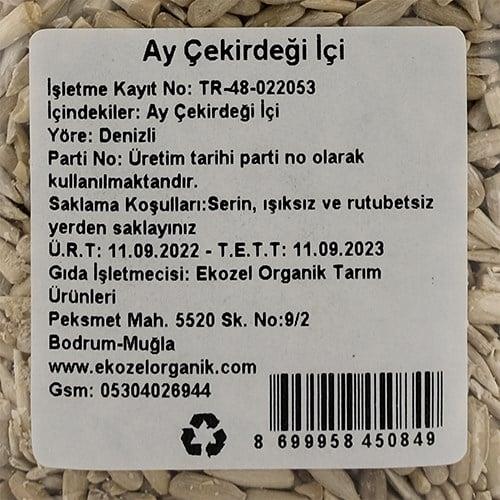 Ay Çekirdeği İçi
İşletme Kayıt No: TR-48-022053
İçindekiler: Ay Çekirdeği İçi
Yöre: Denizli
Parti No: Üretim tarihi parti no olarak
kullanılmaktandır.
Saklama Koşulları:Serin, ışıksız ve rutubetsiz
yerden saklayınız
Ü.R.T: 11.09.2022 - T.E.T.T: 11.09.2023
Gıda İşletmecisi: Ekozel Organik Tarım
Ürünleri
Peksmet Mah. 5520 Sk. No:9/2
Bodrum-Muğla
www.ekozelorganik.com
Gsm: 05304026944
8 699958 450849